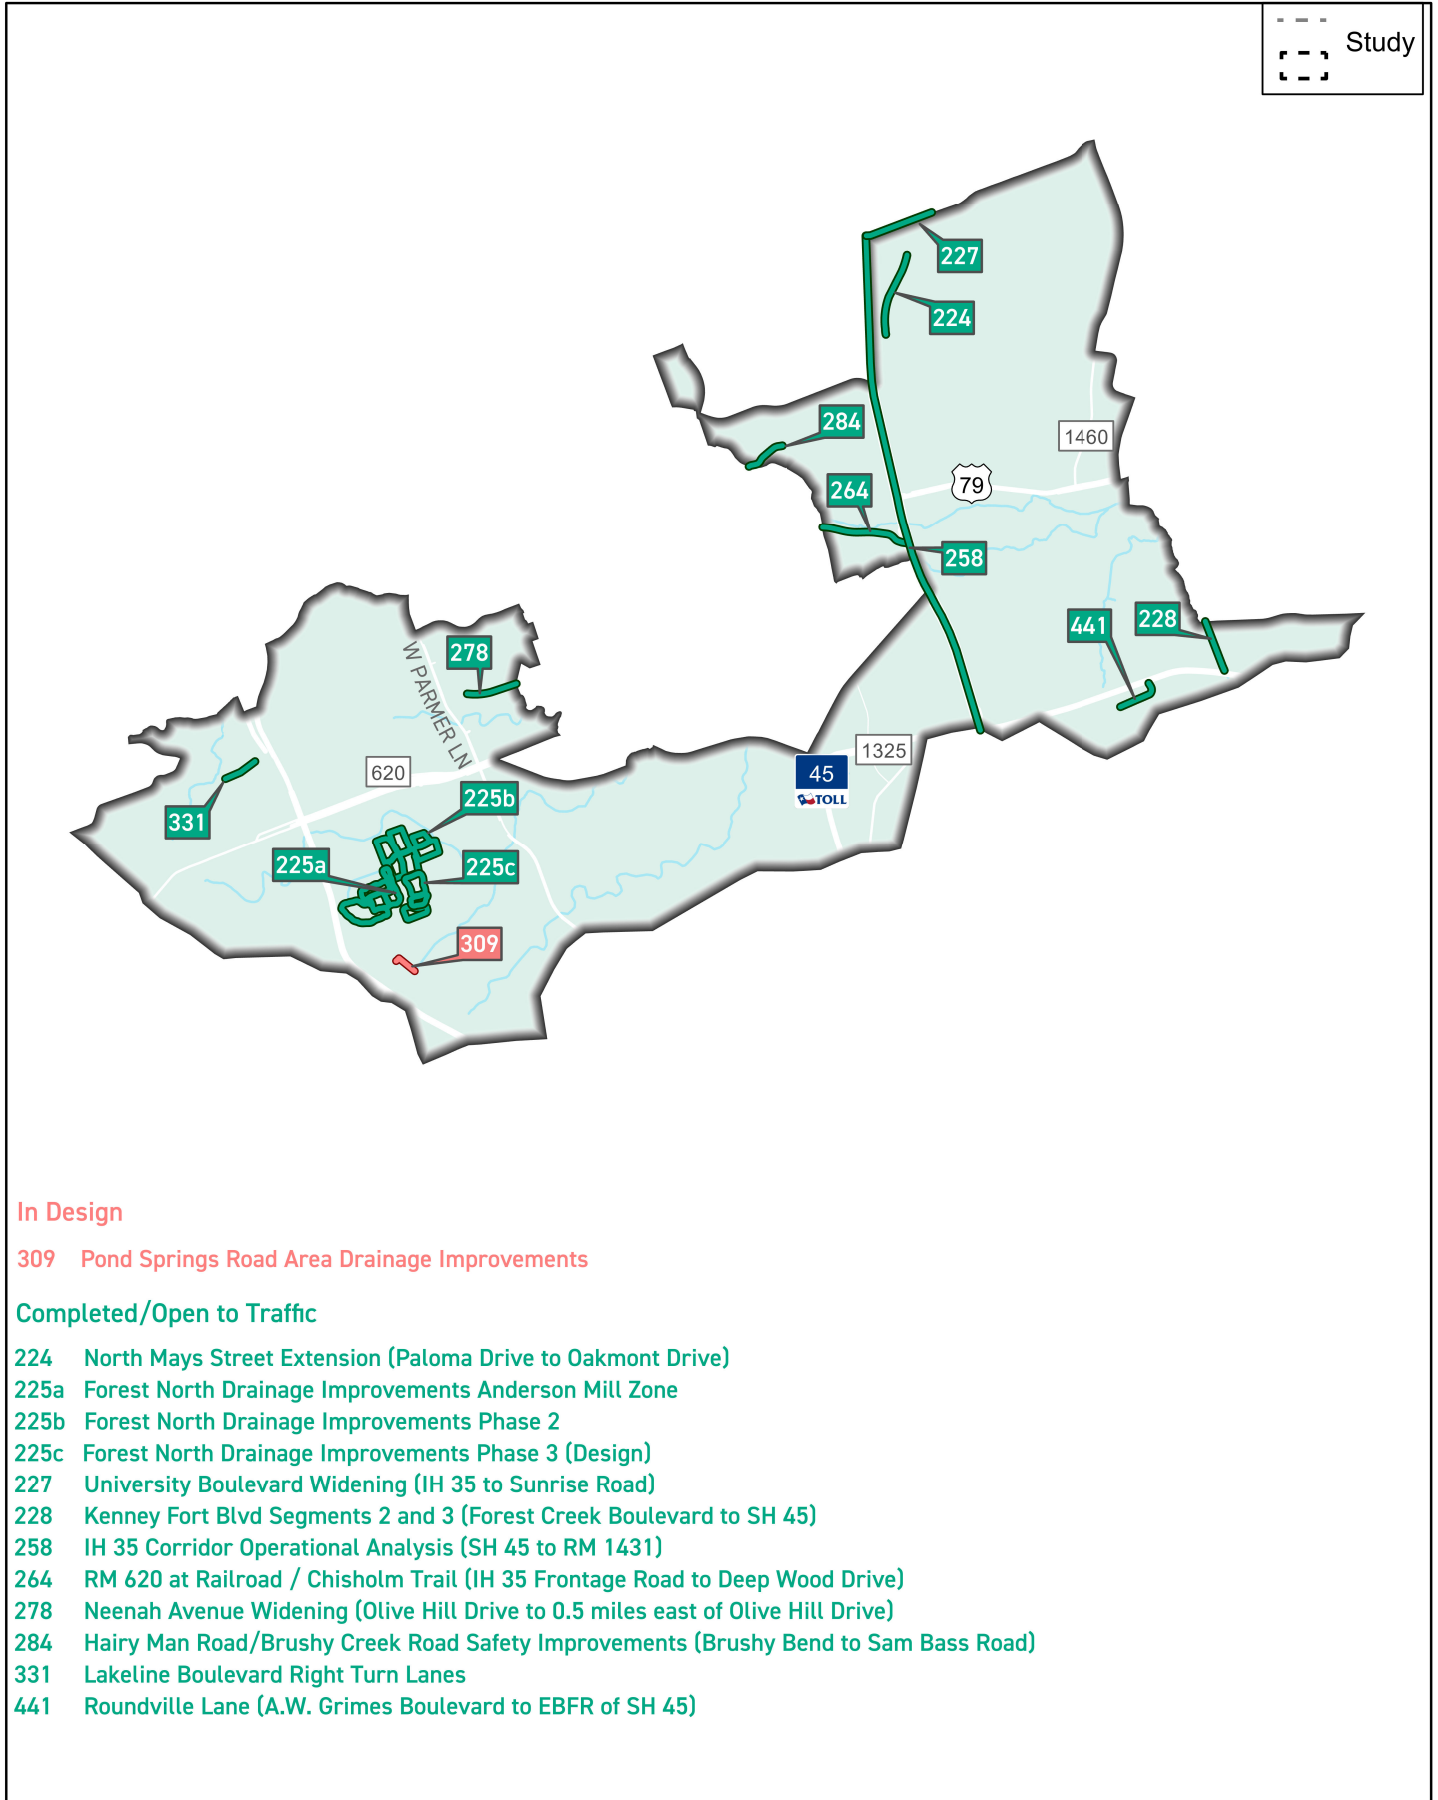 Study
227
224
284
1460
264
79
258
441
228
278
W PARMER LN
1325
620
45
TOLL
331
225b
225a
225c
309
In Design
309 Pond Springs Road Area Drainage Improvements
Completed/Open to Traffic
224 North Mays Street Extension (Paloma Drive to Oakmont Drive)
225a Forest North Drainage Improvements Anderson Mill Zone
225b Forest North Drainage Improvements Phase 2
225c Forest North Drainage Improvements Phase 3 (Design)
227 University Boulevard Widening (IH 35 to Sunrise Road)
228 Kenney Fort Blvd Segments 2 and 3 (Forest Creek Boulevard to SH 45)
258 IH 35 Corridor Operational Analysis (SH 45 to RM 1431)
264 RM 620 at Railroad / Chisholm Trail (IH 35 Frontage Road to Deep Wood Drive)
278 Neenah Avenue Widening (Olive Hill Drive to 0.5 miles east of Olive Hill Drive)
284 Hairy Man Road/Brushy Creek Road Safety Improvements (Brushy Bend to Sam Bass Road)
331 Lakeline Boulevard Right Turn Lanes
441 Roundville Lane (A.W. Grimes Boulevard to EBFR of SH 45)